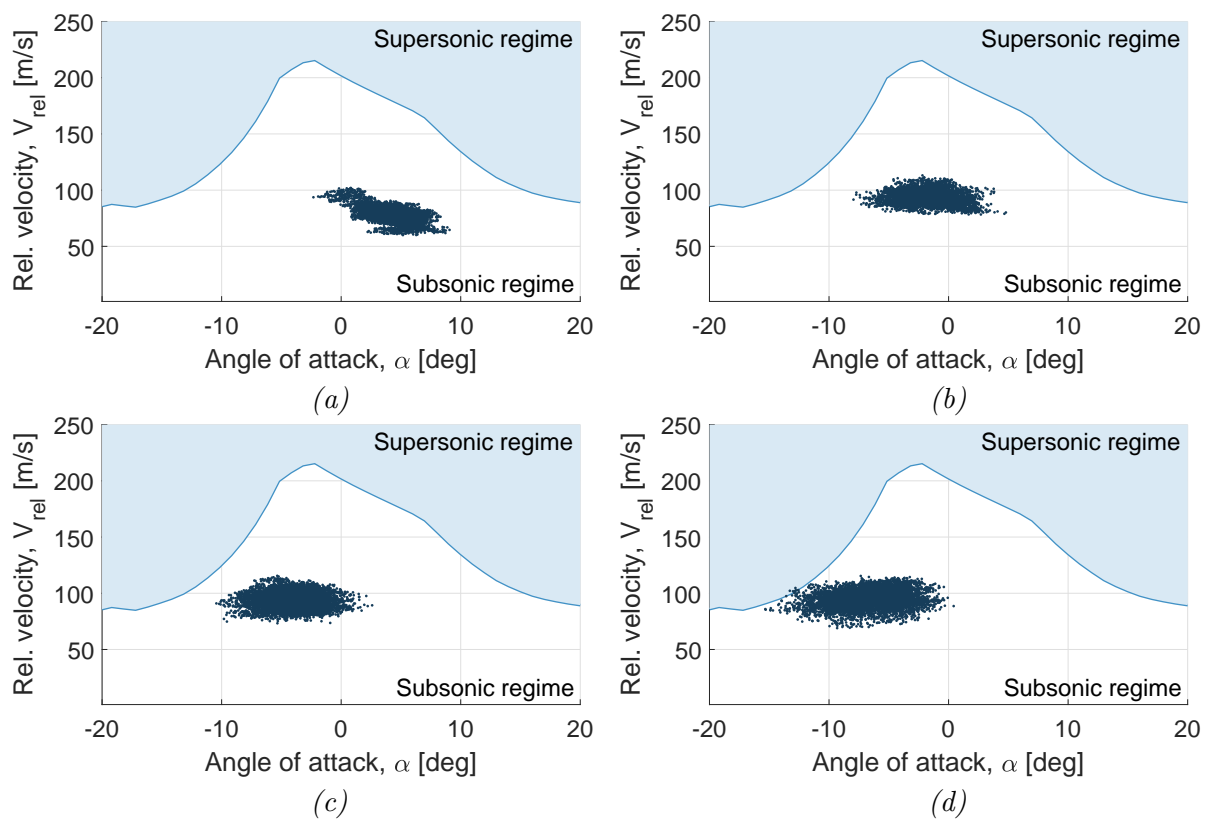 250
200
150
100
50
Rel. velocity, V_rel [m/s]
Supersonic regime
Subsonic regime
-20 -10 0 10 20
Angle of attack, α [deg]
(a)
250
200
150
100
50
Rel. velocity, V_rel [m/s]
Supersonic regime
Subsonic regime
-20 -10 0 10 20
Angle of attack, α [deg]
(b)
250
200
150
100
50
Rel. velocity, V_rel [m/s]
Supersonic regime
Subsonic regime
-20 -10 0 10 20
Angle of attack, α [deg]
(c)
250
200
150
100
50
Rel. velocity, V_rel [m/s]
Supersonic regime
Subsonic regime
-20 -10 0 10 20
Angle of attack, α [deg]
(d)